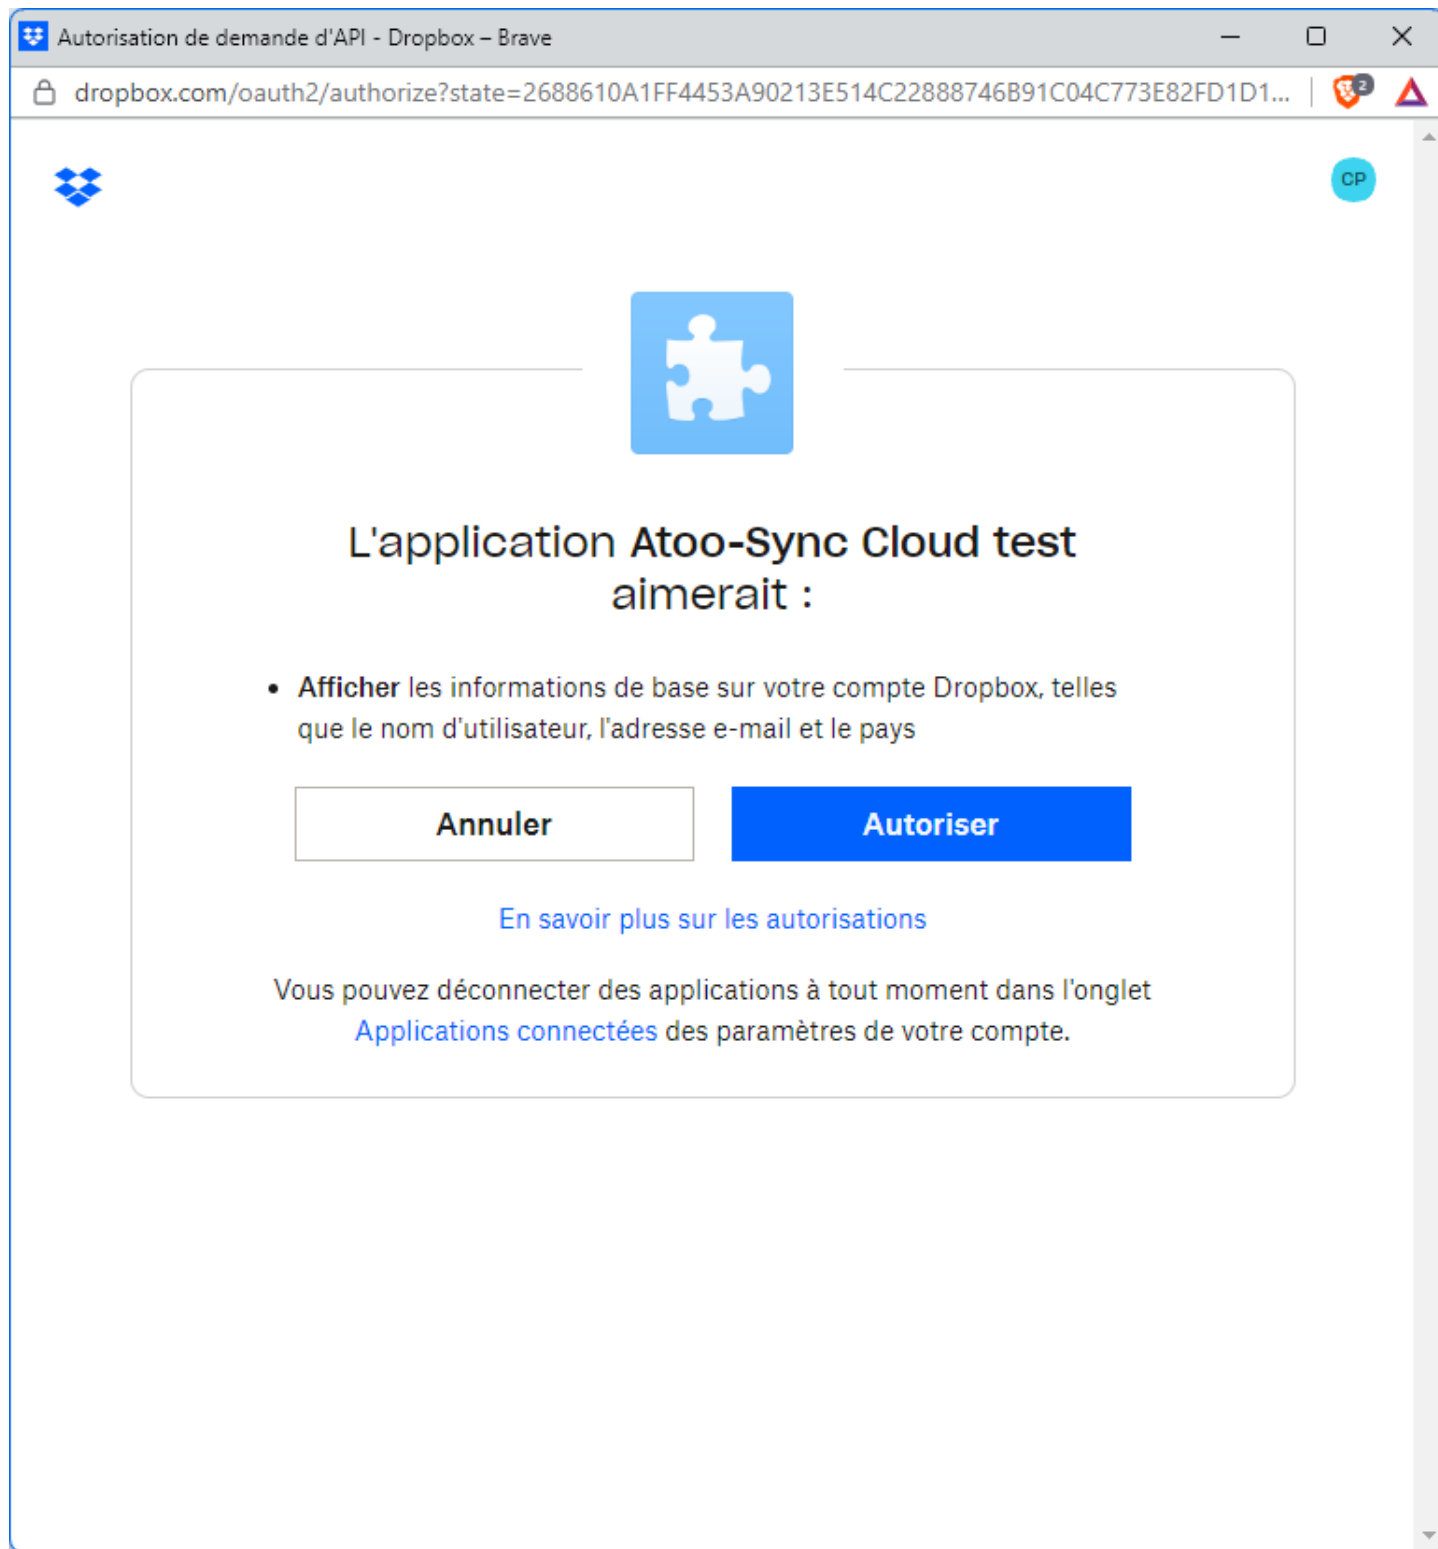 Autorisation de demande d'API - Dropbox – Brave
dropbox.com/oauth2/authorize?state=2688610A1FF4453A90213E514C22888746B91C04C773E82FD1D1...
2
CP
L'application Atoo-Sync Cloud test
aimerait :
• Afficher les informations de base sur votre compte Dropbox, telles
que le nom d'utilisateur, l'adresse e-mail et le pays
Annuler
Autoriser
En savoir plus sur les autorisations
Vous pouvez déconnecter des applications à tout moment dans l'onglet
Applications connectées des paramètres de votre compte.